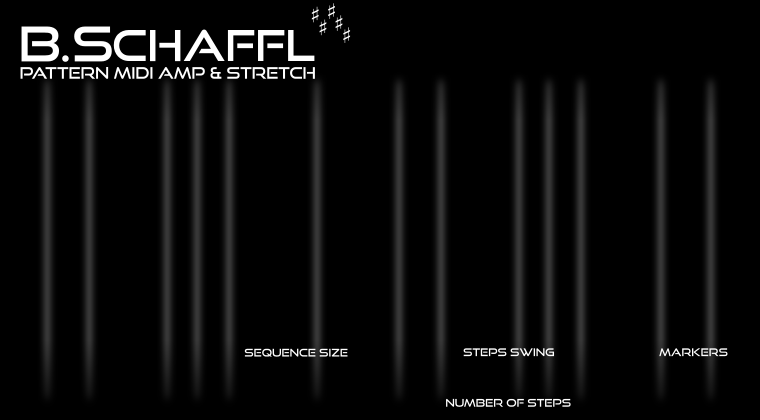 B.SCHAFFL
PATTERN MIDI AMP & STRETCH
SEQUENCE SIZE
STEPS SWING
MARKERS
NUMBER OF STEPS